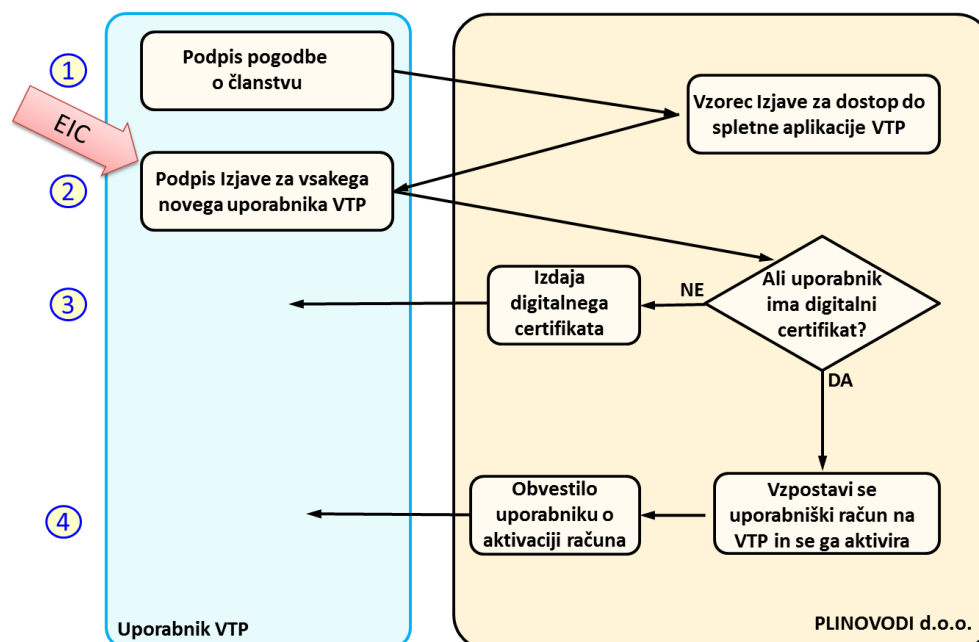 1
Podpis pogodbe
o članstvu
Vzorec Izjave za dostop do
spletne aplikacije VTP
EIC
2
Podpis Izjave za vsakega
novega uporabnika VTP
Ali uporabnik
ima digitalni
certifikat?
NE
DA
3
Izdaja
digitalnega
certifikata
4
Obvestilo
uporabniku o
aktivaciji računa
Vzpostavi se
uporabniški račun na
VTP in se ga aktivira
Uporabnik VTP
PLINOVODI d.o.o.